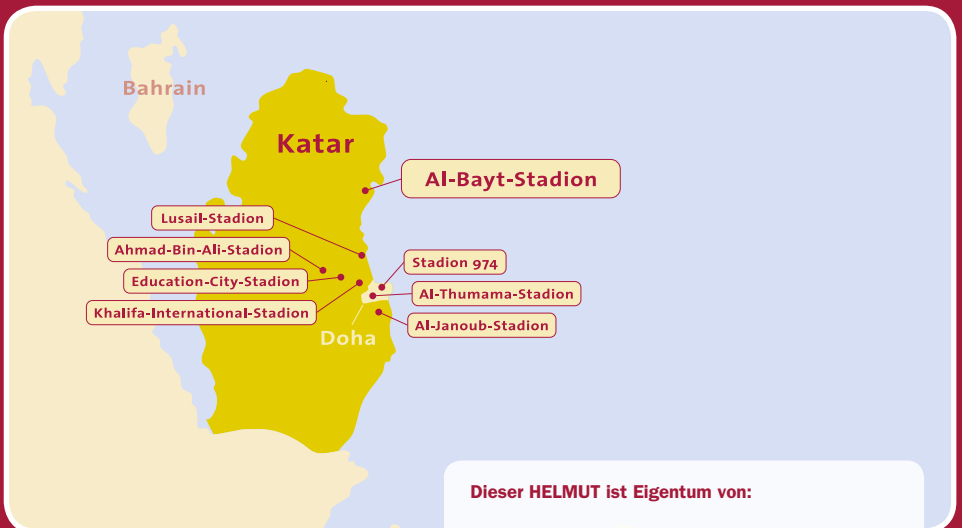 Bahrain
Katar
Al-Bayt-Stadion
Lusail-Stadion
Ahmad-Bin-Ali-Stadion
Stadion 974
Education-City-Stadion
Al-Thumama-Stadion
Khalifa-International-Stadion
Al-Janoub-Stadion
Doha
Dieser HELMUT ist Eigentum von: